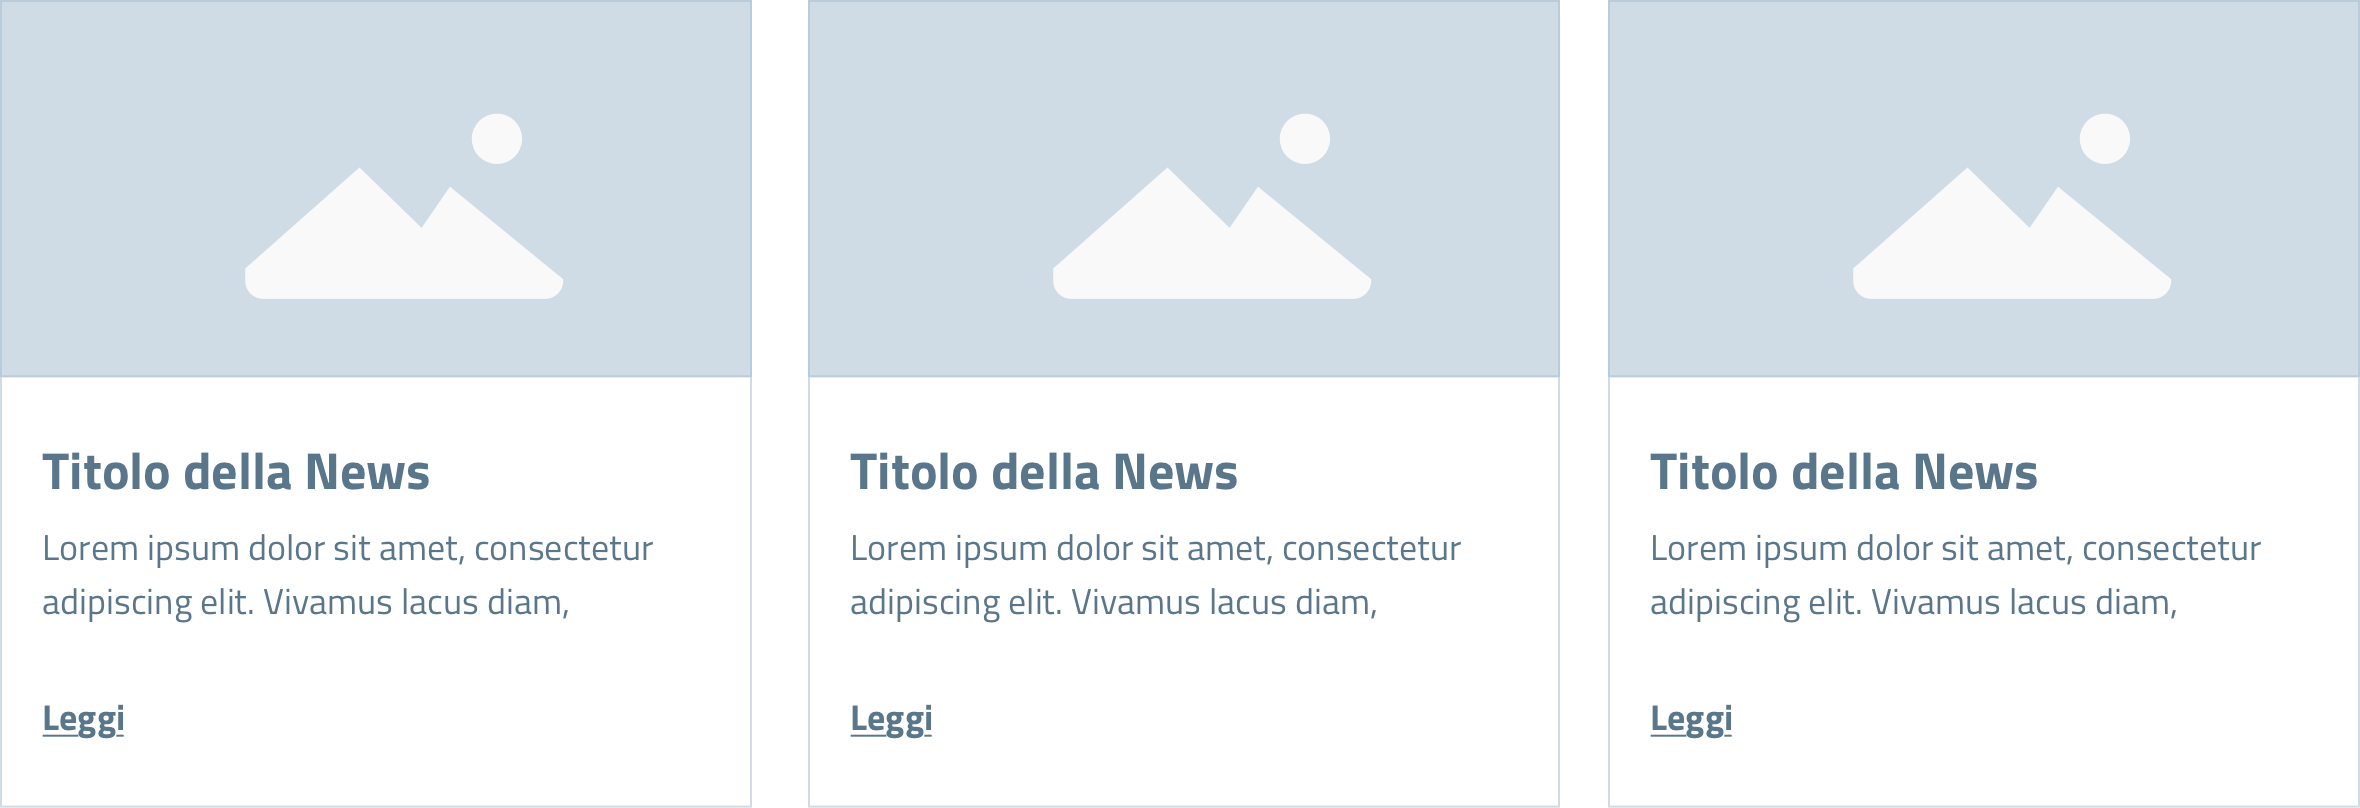 Titolo della News
Lorem ipsum dolor sit amet, consectetur
adipiscing elit. Vivamus lacus diam,
Leggi
Titolo della News
Lorem ipsum dolor sit amet, consectetur
adipiscing elit. Vivamus lacus diam,
Leggi
Titolo della News
Lorem ipsum dolor sit amet, consectetur
adipiscing elit. Vivamus lacus diam,
Leggi